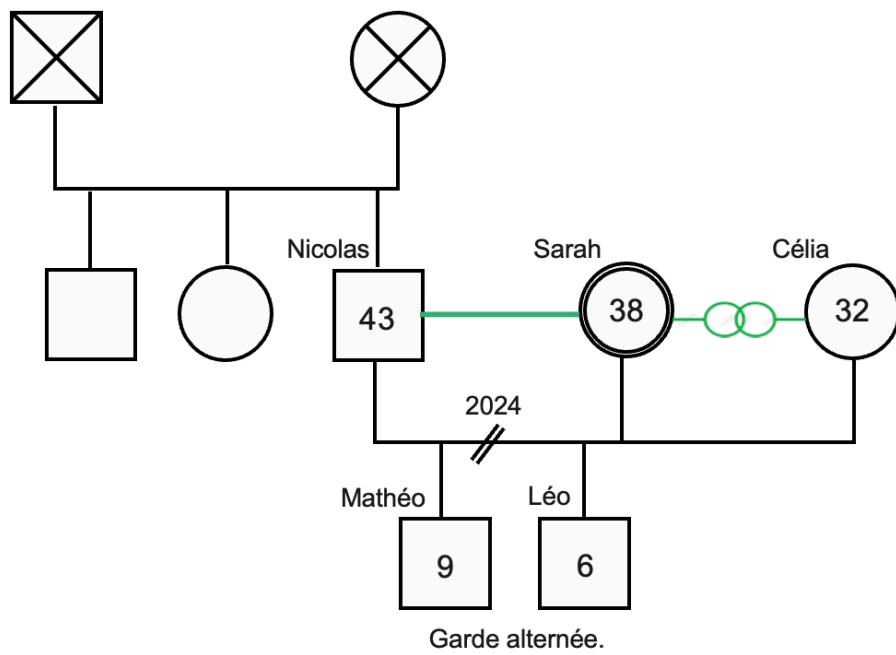 Nicolas Sarah Célia
43 38 32
2024
Mathéo Léo
9 6
Garde alternée.